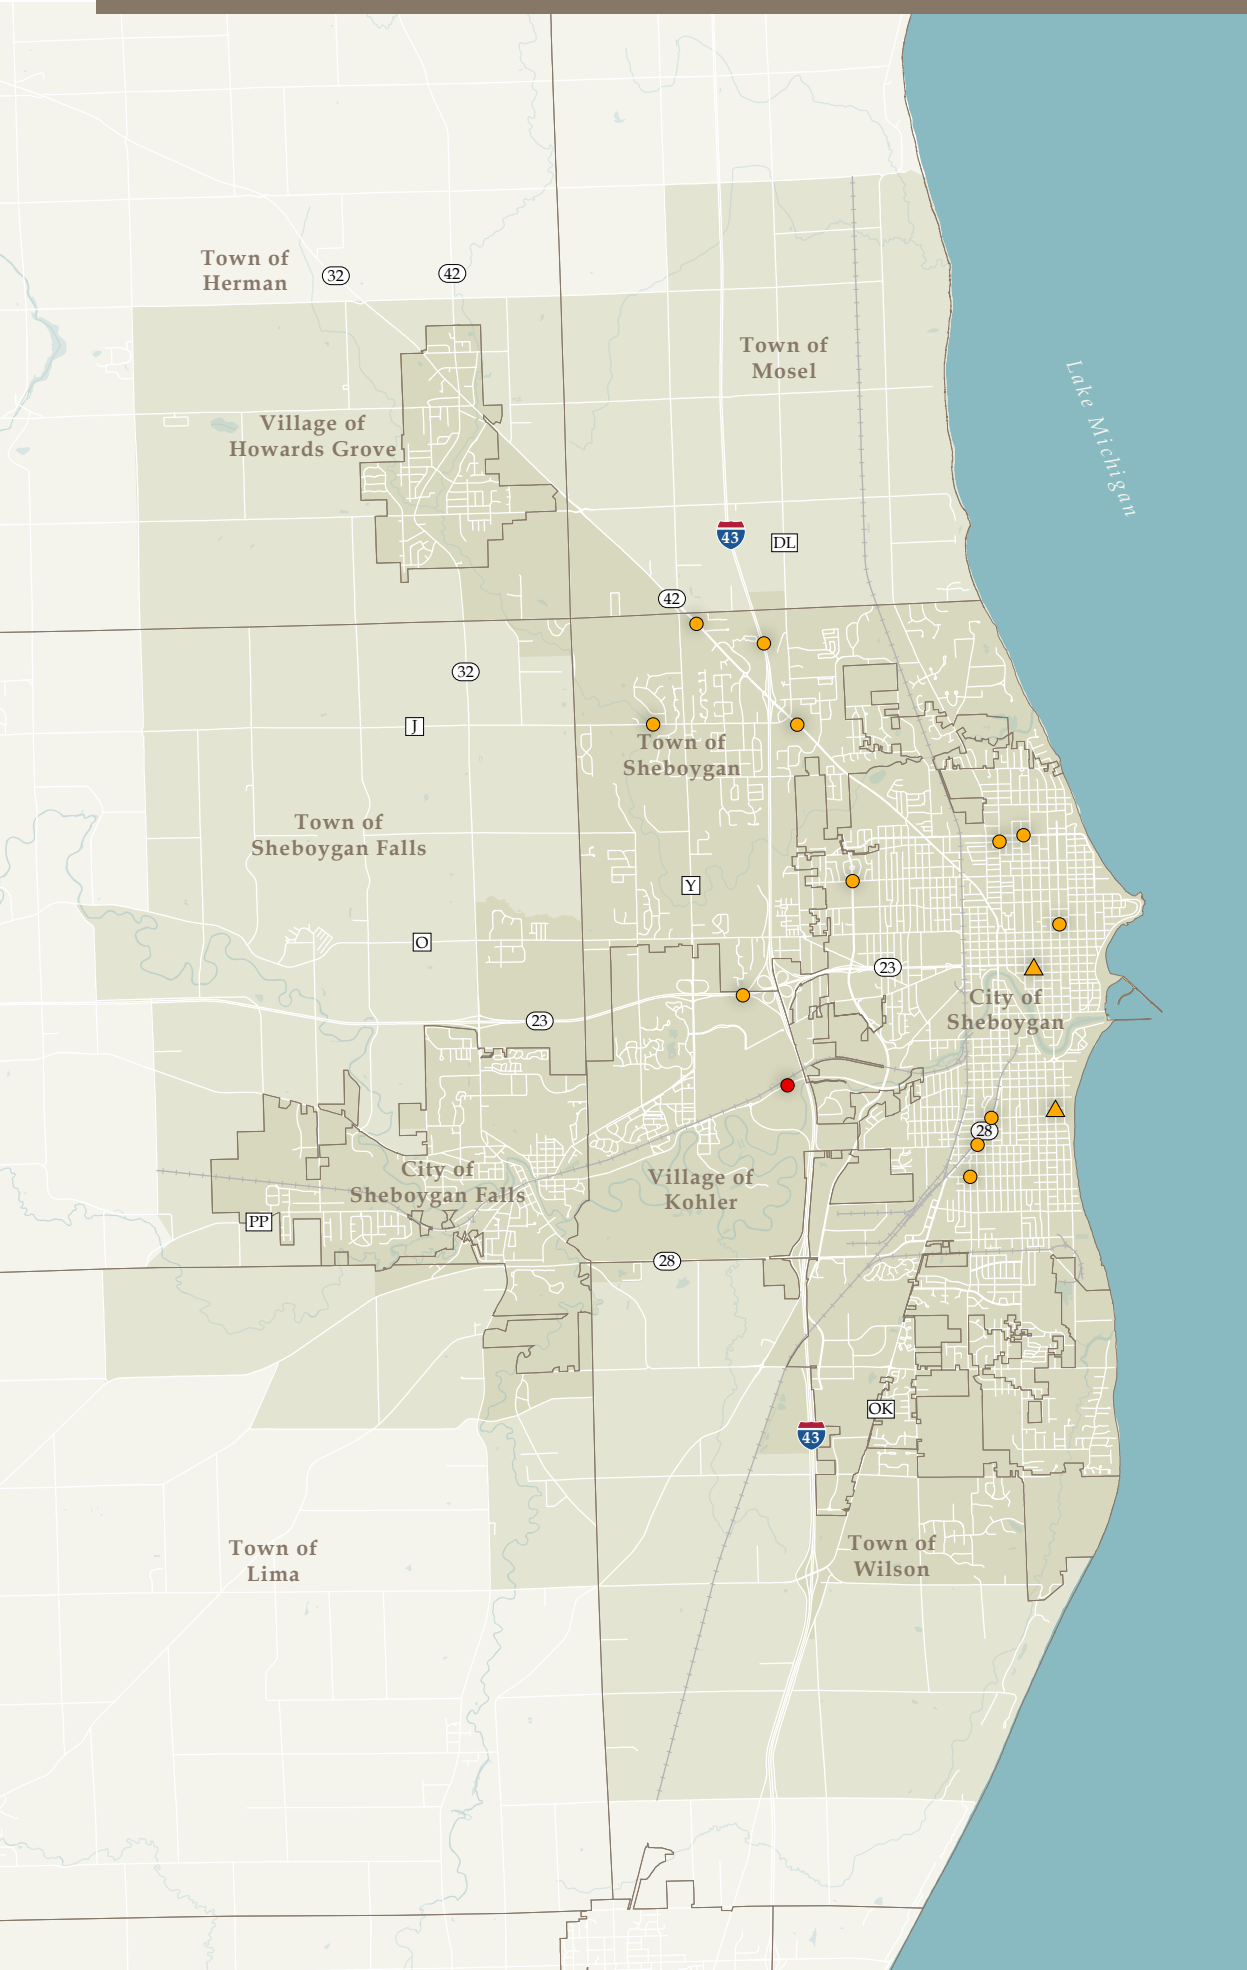 Town of
Herman
32
42
Town of
Mosel
Lake Michigan
Village of
Howards Grove
43
DL
42
32
J
Town of
Sheboygan
Town of
Sheboygan Falls
Y
O
23
City of
Sheboygan
23
28
City of
Sheboygan Falls
Village of
Kohler
PP
28
OK
43
Town of
Wilson
Town of
Lima